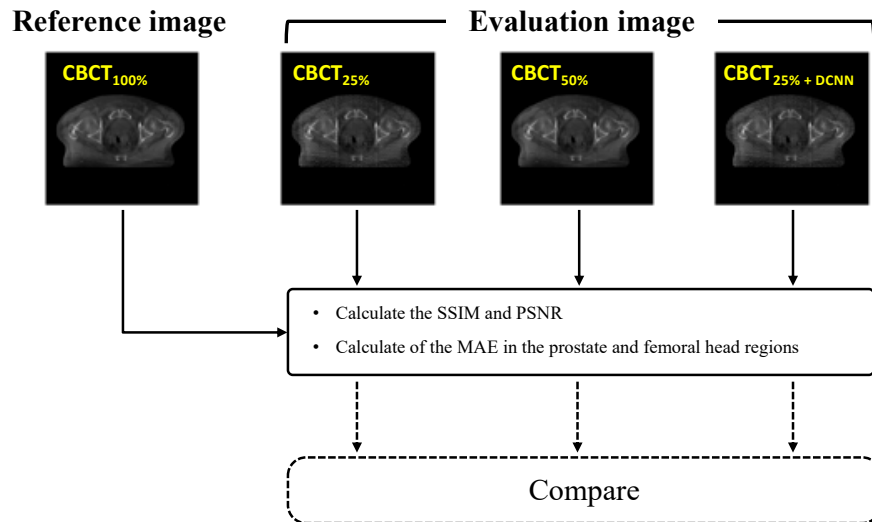 Reference image
Evaluation image
CBCT100%
CBCT25%
CBCT50%
CBCT25% + DCNN
• Calculate the SSIM and PSNR
• Calculate of the MAE in the prostate and femoral head regions
Compare